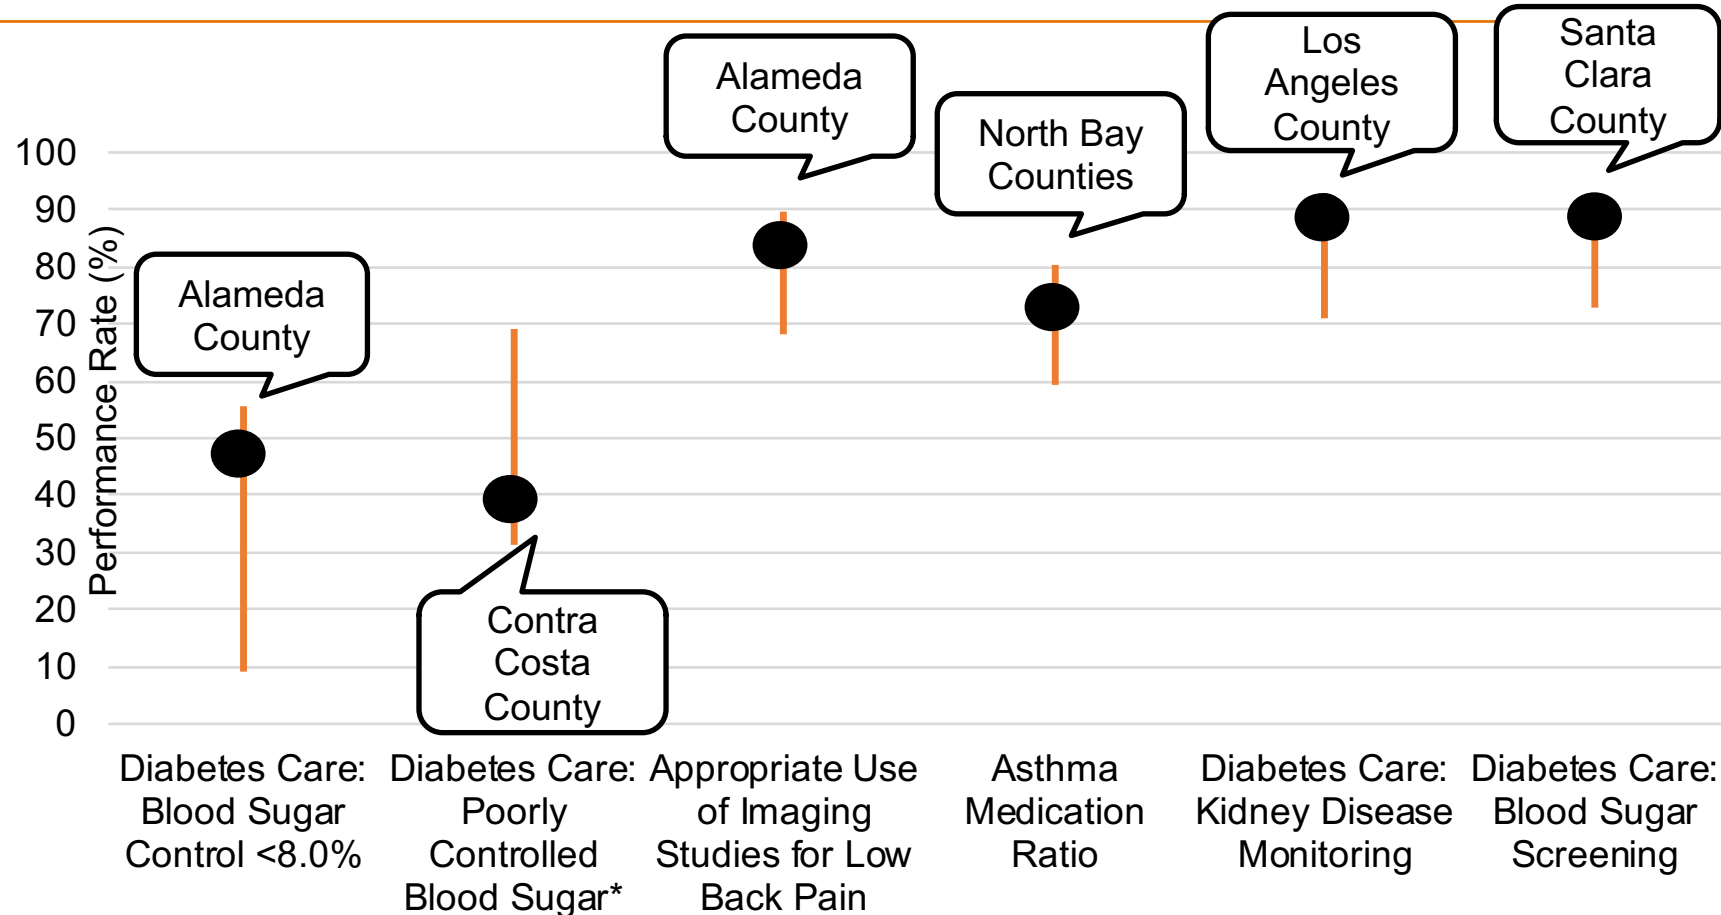 Alameda
County
Alameda
County
North Bay
Counties
Los
Angeles
County
Santa
Clara
County
Contra
Costa
County
Performance Rate (%)
100
90
80
70
60
50
40
30
20
10
0
Diabetes Care:
Blood Sugar
Control <8.0%
Diabetes Care:
Poorly
Controlled
Blood Sugar*
Appropriate Use
of Imaging
Studies for Low
Back Pain
Asthma
Medication
Ratio
Diabetes Care:
Kidney Disease
Monitoring
Diabetes Care:
Blood Sugar
Screening